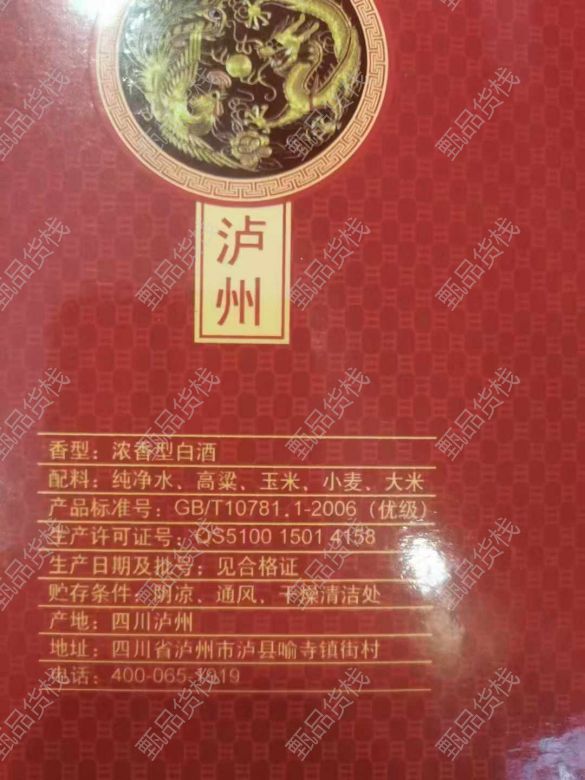 泸
州
香型：浓香型白酒
配料：纯净水、高粱、玉米、小麦、大米
产品标准号：GB/T10781.1-2006（优级）
生产许可证号：QS5100 1501 4158
生产日期及批号：见合格证
贮存条件：阴凉、通风、干燥清洁处
产地：四川泸州
地址：四川省泸州市泸县喻寺镇街村
电话：400-065-1919
甄品货栈